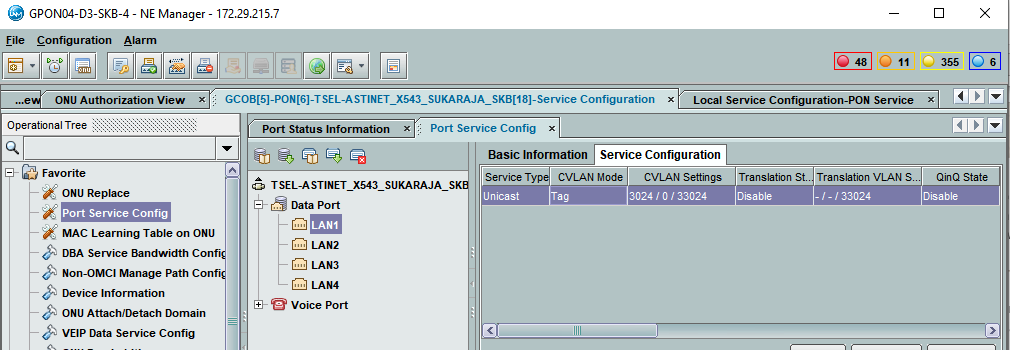 GPON04-D3-SKB-4 - NE Manager - 172.29.215.7
File Configuration Alarm
48 11 355 6
...ew ONU Authorization View × GCOB[5]-PON[6]-TSEL-ASTINET_X543_SUKARAJA_SKB[18]-Service Configuration × Local Service Configuration-PON Service ×
Operational Tree
Port Status Information × Port Service Config ×
Favorite
ONU Replace
Port Service Config
MAC Learning Table on ONU
DBA Service Bandwidth Config
Non-OMCI Manage Path Config
Device Information
ONU Attach/Detach Domain
VEIP Data Service Config
TSEL-ASTINET_X543_SUKARAJA_SKB
Data Port
LAN1
LAN2
LAN3
LAN4
Voice Port
Basic Information Service Configuration
Service Type CVLAN Mode CVLAN Settings Translation St... Translation VLAN S... QinQ State
Unicast Tag 3024 / 0 / 33024 Disable - / - / 33024 Disable